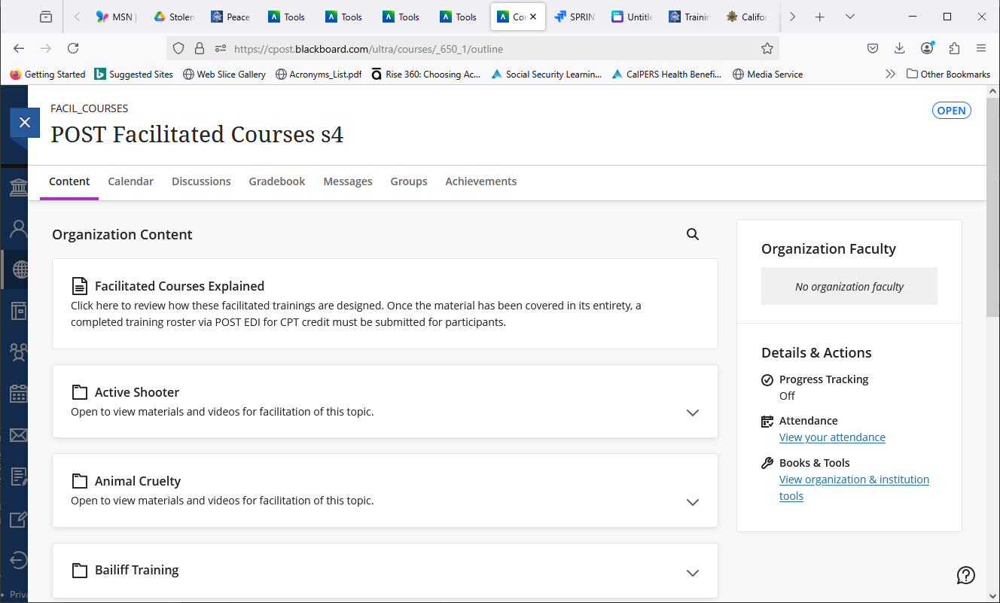 MSN
Stolen
Peace
Tools
Tools
Tools
Tools
Co
SPRIN
Untitle
Trainin
Califo
https://cpost.blackboard.com/ultra/courses/_650_1/outline
Getting Started
Suggested Sites
Web Slice Gallery
Acronyms_List.pdf
Rise 360: Choosing Ac...
Social Security Learnin...
CalPERS Health Benefi...
Media Service
Other Bookmarks
FACIL_COURSES
OPEN
POST Facilitated Courses s4
Content
Calendar
Discussions
Gradebook
Messages
Groups
Achievements
Organization Content
Facilitated Courses Explained
Click here to review how these facilitated trainings are designed. Once the material has been covered in its entirety, a
completed training roster via POST EDI for CPT credit must be submitted for participants.
Active Shooter
Open to view materials and videos for facilitation of this topic.
Animal Cruelty
Open to view materials and videos for facilitation of this topic.
Bailiff Training
Organization Faculty
No organization faculty
Details & Actions
Progress Tracking
Off
Attendance
View your attendance
Books & Tools
View organization & institution
tools
Priva